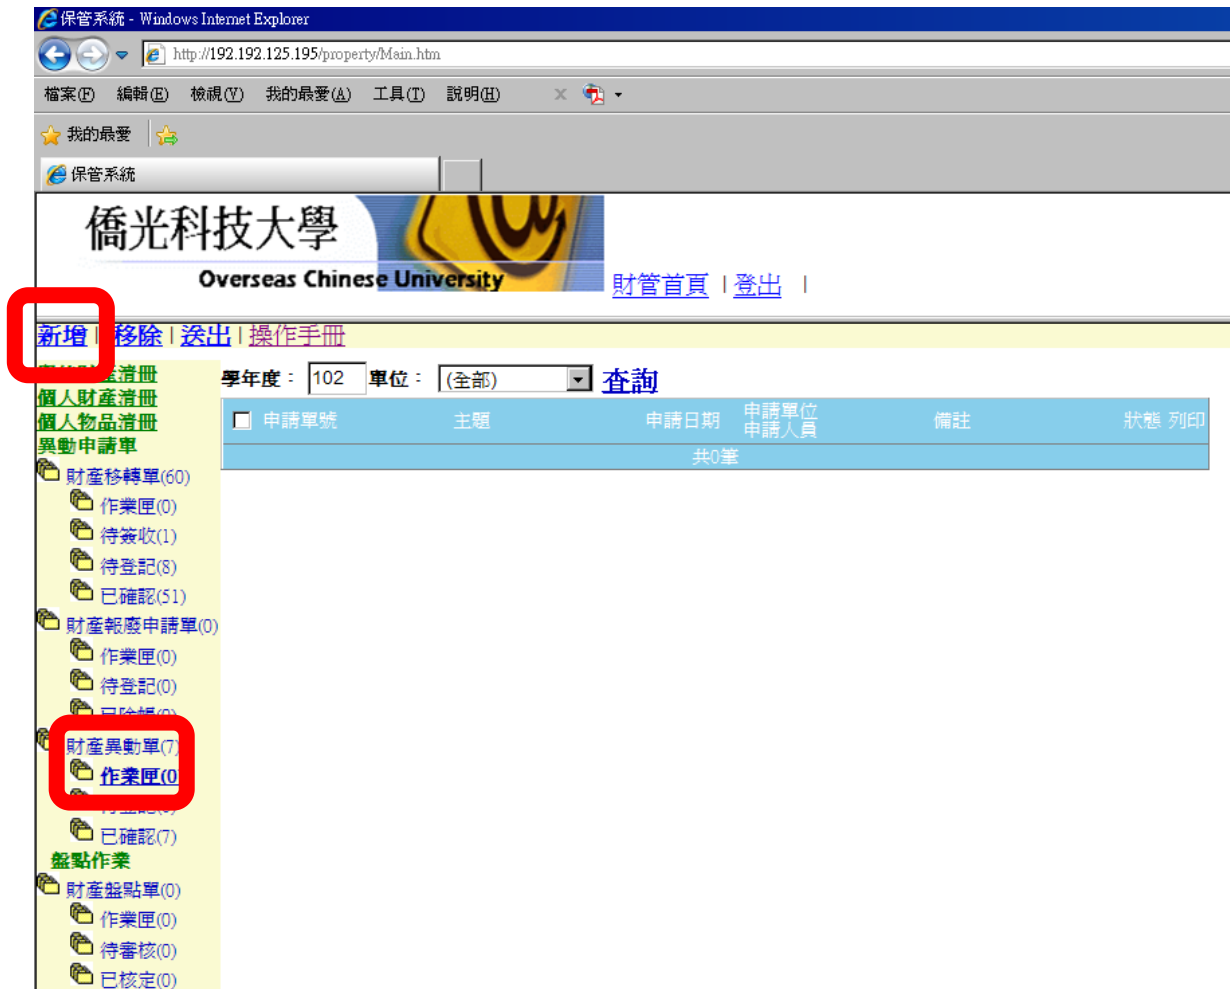 保管系統 - Windows Internet Explorer
http://192.192.125.195/property/Main.htm
檔案(F) 編輯(E) 檢視(V) 我的最愛(A) 工具(T) 說明(H)
我的最愛
保管系統
僑光科技大學
Overseas Chinese University
財管首頁 | 登出 |
新增 | 移除 | 送出 | 操作手冊
學年度： 102 單位： (全部) 查詢
申請單號 主題 申請日期 申請單位 申請人員 備註 狀態 列印
共0筆
財產清冊
個人財產清冊
個人物品清冊
異動申請單
財產移轉單(60)
作業匣(0)
待簽收(1)
待登記(8)
已確認(51)
財產報廢申請單(0)
作業匣(0)
待登記(0)
財產異動單(7)
作業匣(0
已確認(7)
盤點作業
財產盤點單(0)
作業匣(0)
待審核(0)
已核定(0)